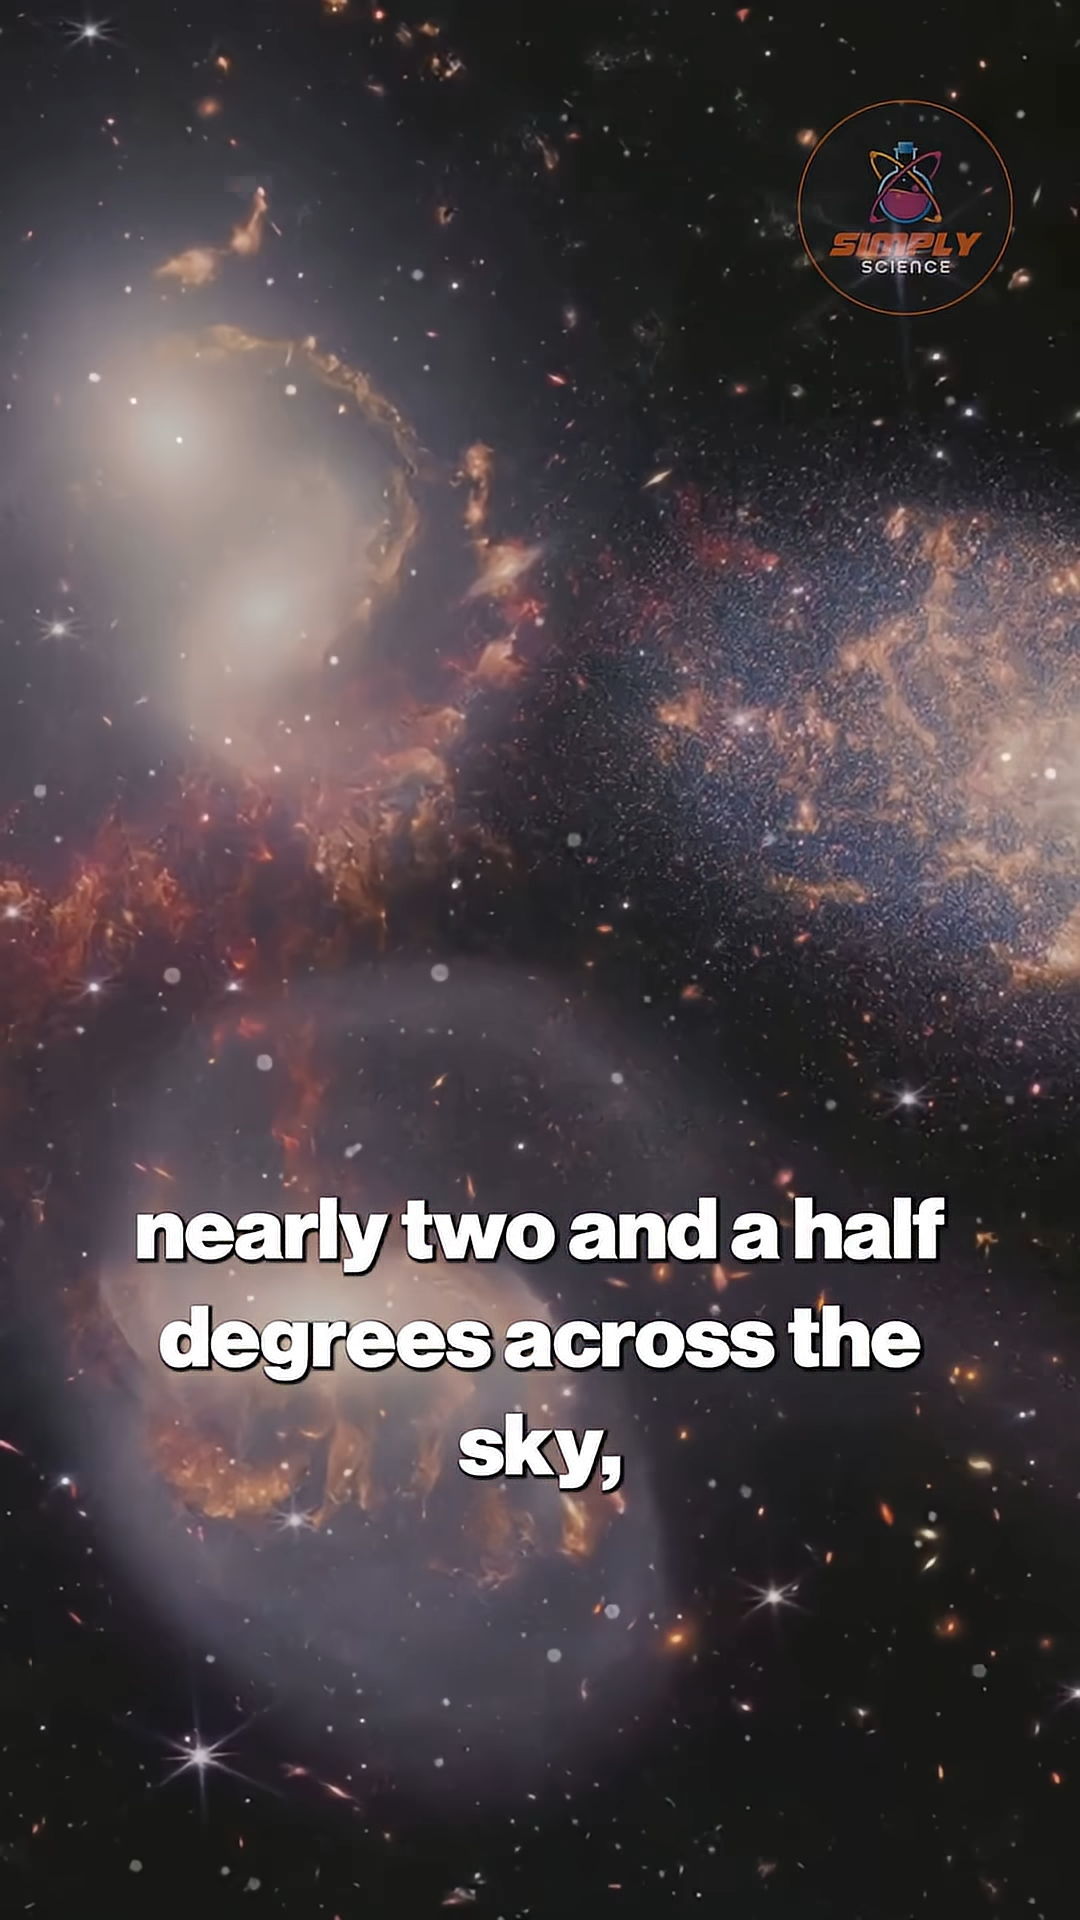 SIMPLY
SCIENCE
nearly two and a half
degrees across the
sky,